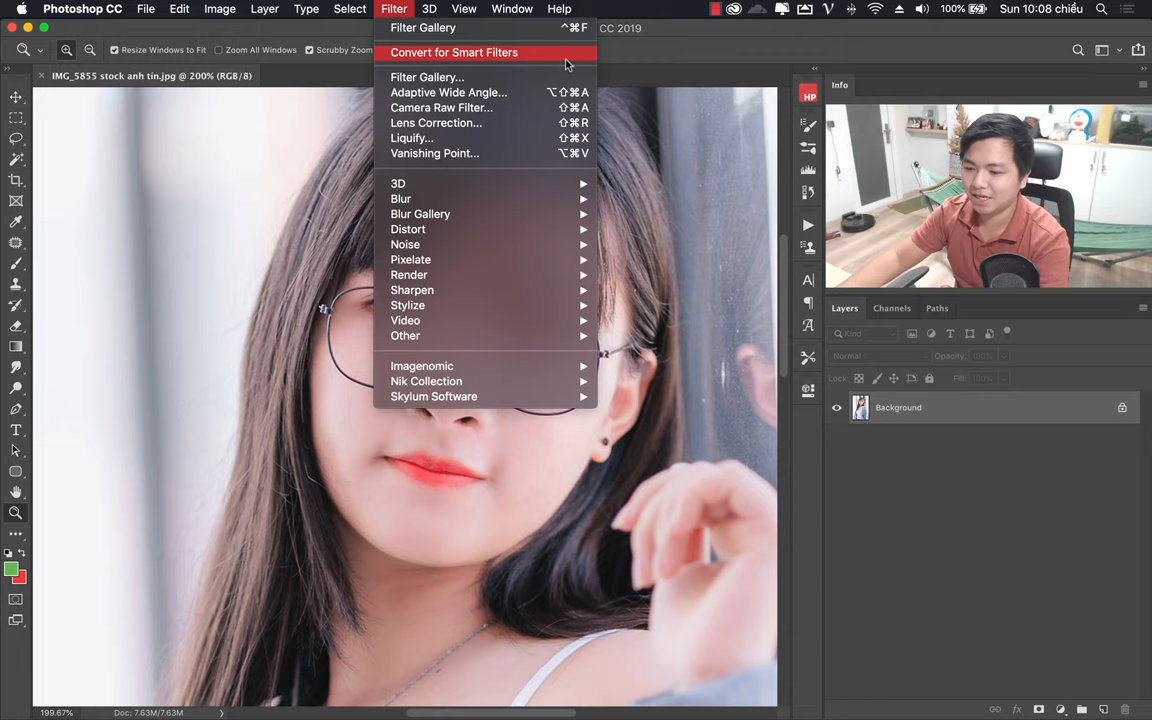 Photoshop CC File Edit Image Layer Type Select Filter 3D View Window Help 100% Sun 10:08 chiều
CC 2019
Resize Windows to Fit Zoom All Windows Scrubby Zoom
× IMG_5855 stock anh tin.jpg @ 200% (RGB/8)
Filter Gallery ^⌘F
Convert for Smart Filters
Filter Gallery...
Adaptive Wide Angle... ⌥⇧⌘A
Camera Raw Filter... ⇧⌘A
Lens Correction... ⇧⌘R
Liquify... ⇧⌘X
Vanishing Point... ⌥⌘V
3D ▶
Blur ▶
Blur Gallery ▶
Distort ▶
Noise ▶
Pixelate ▶
Render ▶
Sharpen ▶
Stylize ▶
Video ▶
Other ▶
Imagenomic ▶
Nik Collection ▶
Skylum Software ▶
HP
Info
Layers Channels Paths
Kind
Normal Opacity: 100%
Lock: Fill: 100%
Background
199.67% Doc: 7.63M/7.63M